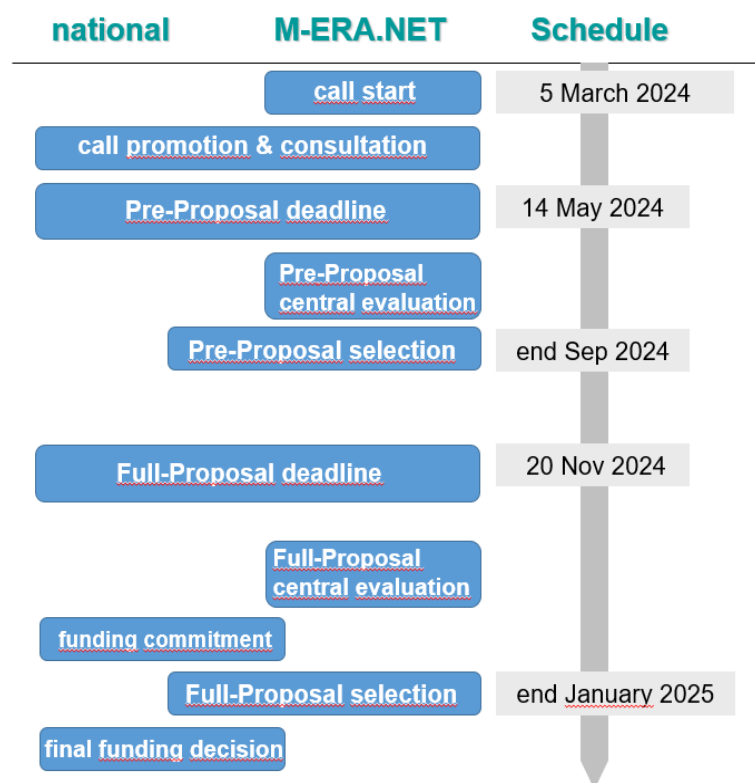 national M-ERA.NET Schedule
call start 5 March 2024
call promotion & consultation
Pre-Proposal deadline 14 May 2024
Pre-Proposal
central evaluation
Pre-Proposal selection end Sep 2024
Full-Proposal deadline 20 Nov 2024
Full-Proposal
central evaluation
funding commitment
Full-Proposal selection end January 2025
final funding decision